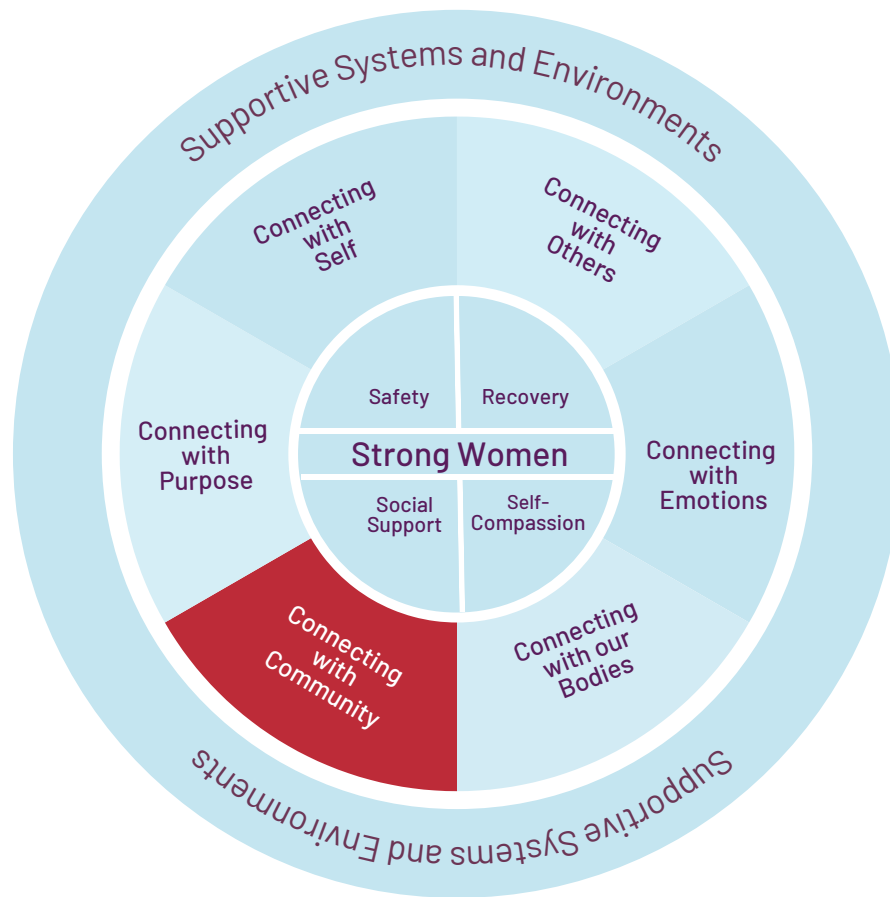 Supportive Systems and Environments
Connecting
with
Self
Connecting
with
Others
Connecting
with
Purpose
Safety
Recovery
Strong Women
Social
Support
Self-
Compassion
Connecting
with
Emotions
Connecting
with
Community
Connecting
with our
Bodies
Supportive Systems and Environments